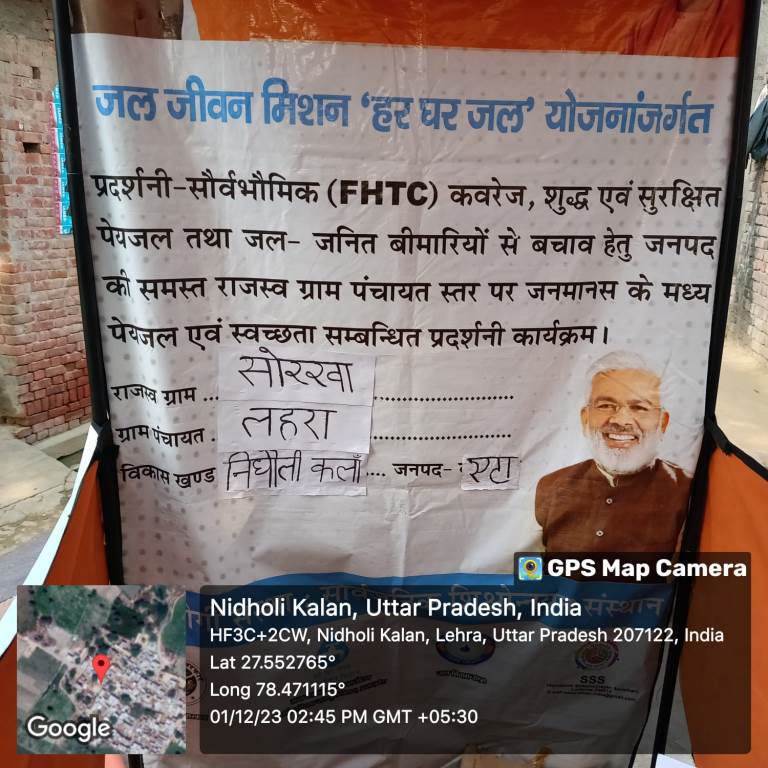 जल जीवन मिशन 'हर घर जल' योजनांजर्गत
प्रदर्शनी-सौर्वभौमिक (FHTC) कवरेज, शुद्ध एवं सुरक्षित
पेयजल तथा जल- जनित बीमारियों से बचाव हेतु जनपद
की समस्त राजस्व ग्राम पंचायत स्तर पर जनमानस के मध्य
पेयजल एवं स्वच्छता सम्बन्धित प्रदर्शनी कार्यक्रम।
राजस्व ग्राम ... सोरखा ........................
ग्राम पंचायत . लहरा ........................
विकास खण्ड निधौली कलाँ .... जनपद- : एटा
GPS Map Camera
संस्थान
Nidholi Kalan, Uttar Pradesh, India
HF3C+2CW, Nidholi Kalan, Lehra, Uttar Pradesh 207122, India
Lat 27.552765°
Long 78.471115°
01/12/23 02:45 PM GMT +05:30
SSS
Google